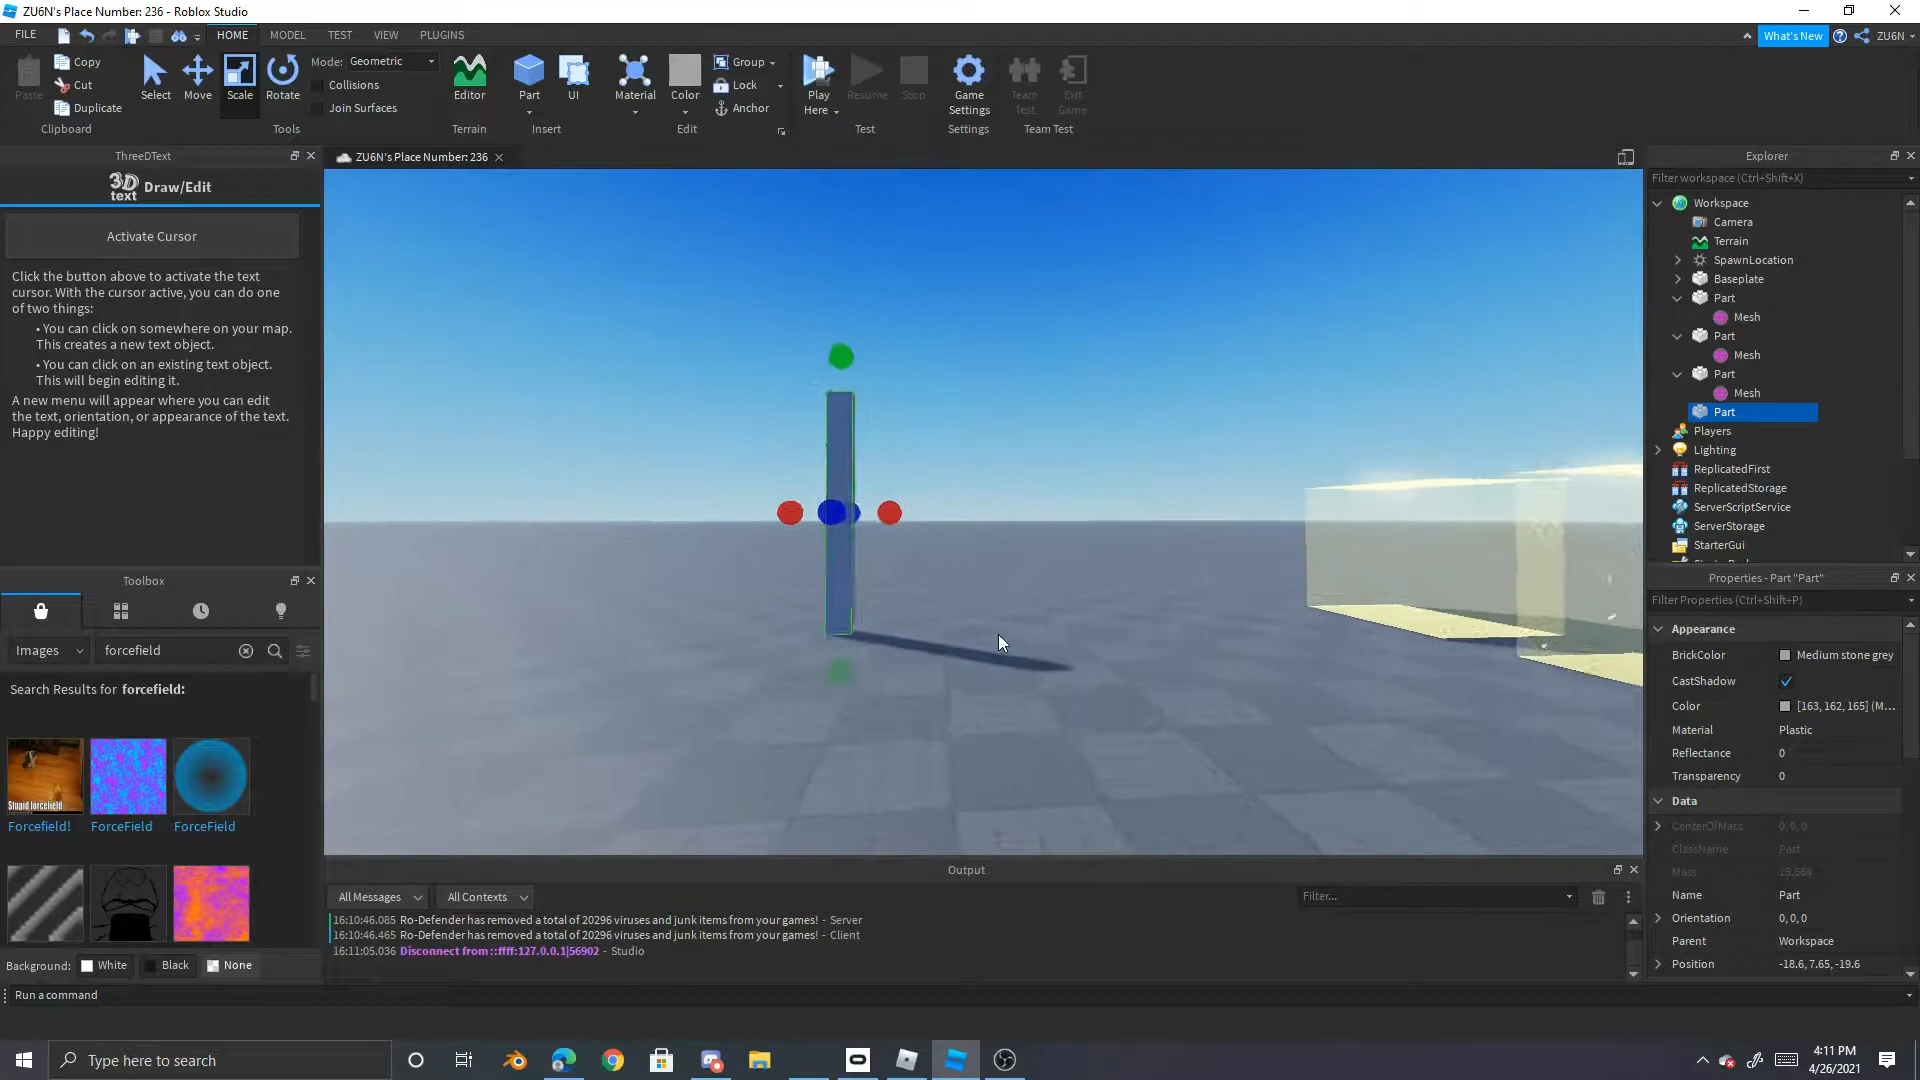 ZU6N's Place Number: 236 - Roblox Studio
FILE
HOME
MODEL
TEST
VIEW
PLUGINS
What's New
ZU6N
Paste
Copy
Cut
Duplicate
Clipboard
Select
Move
Scale
Rotate
Mode: Geometric
Collisions
Join Surfaces
Tools
Editor
Terrain
Part
UI
Insert
Material
Color
Group
Lock
Anchor
Edit
Play
Here
Resume
Stop
Test
Game
Settings
Settings
Team
Test
Exit
Game
Team Test
ThreeDText
3D
text
Draw/Edit
Activate Cursor
Click the button above to activate the text
cursor. With the cursor active, you can do one
of two things:
• You can click on somewhere on your map.
This creates a new text object.
• You can click on an existing text object.
This will begin editing it.
A new menu will appear where you can edit
the text, orientation, or appearance of the text.
Happy editing!
Toolbox
Images
forcefield
Search Results for forcefield:
Stupid forcefield
Forcefield!
ForceField
ForceField
Background:
White
Black
None
ZU6N's Place Number: 236
Output
All Messages
All Contexts
Filter...
16:10:46.085 Ro-Defender has removed a total of 20296 viruses and junk items from your games! - Server
16:10:46.465 Ro-Defender has removed a total of 20296 viruses and junk items from your games! - Client
16:11:05.036 Disconnect from ::ffff:127.0.0.1|56902 - Studio
Run a command
Explorer
Filter workspace (Ctrl+Shift+X)
Workspace
Camera
Terrain
SpawnLocation
Baseplate
Part
Mesh
Part
Mesh
Part
Mesh
Part
Players
Lighting
ReplicatedFirst
ReplicatedStorage
ServerScriptService
ServerStorage
StarterGui
Properties - Part "Part"
Filter Properties (Ctrl+Shift+P)
Appearance
BrickColor Medium stone grey
CastShadow
Color [163, 162, 165] (M...
Material Plastic
Reflectance 0
Transparency 0
Data
CenterOfMass 0, 0, 0
ClassName Part
Mass
Name Part
Orientation 0, 0, 0
Parent Workspace
Position -18.6, 7.65, -19.6
Type here to search
4:11 PM
4/26/2021